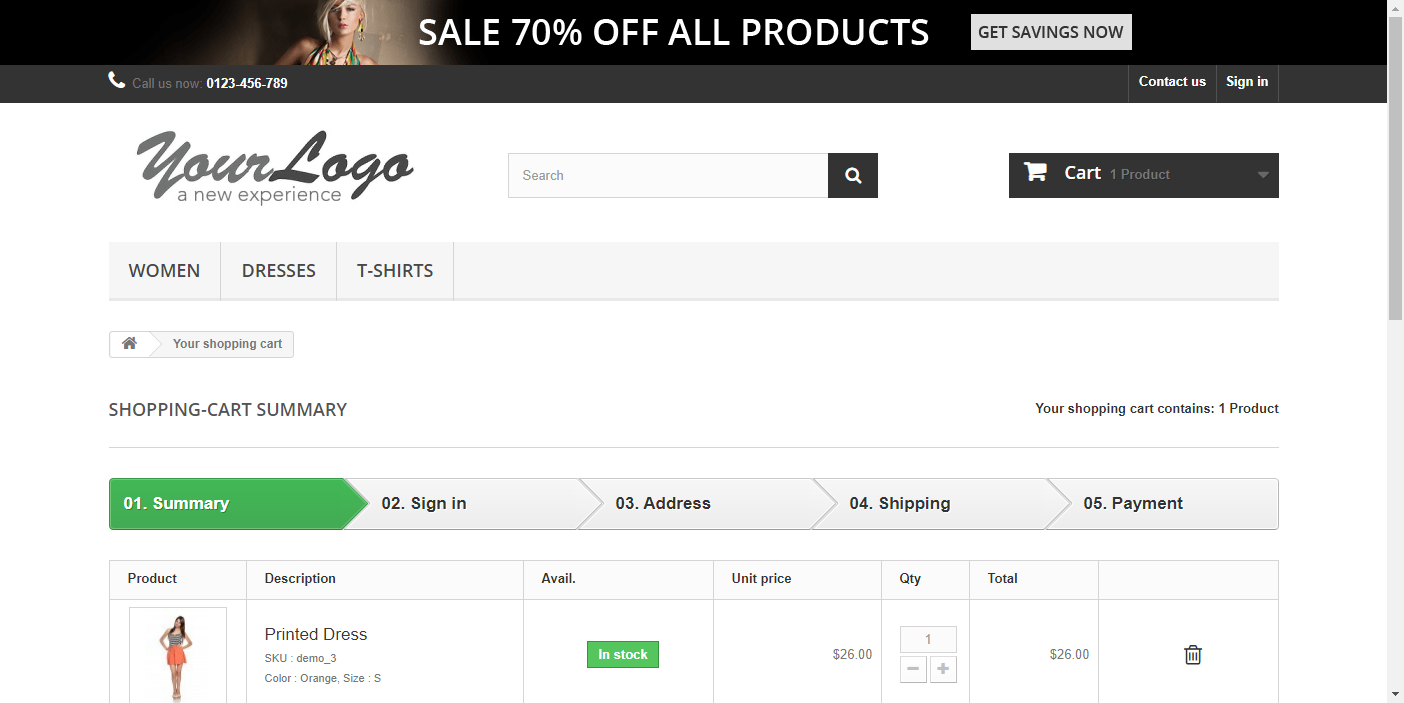 SALE 70% OFF ALL PRODUCTS
GET SAVINGS NOW
Call us now: 0123-456-789
Contact us
Sign in
YourLogo
a new experience
Search
Cart 1 Product
WOMEN
DRESSES
T-SHIRTS
Your shopping cart
SHOPPING-CART SUMMARY
Your shopping cart contains: 1 Product
01. Summary
02. Sign in
03. Address
04. Shipping
05. Payment
Product
Description
Avail.
Unit price
Qty
Total
Printed Dress
SKU : demo_3
Color : Orange, Size : S
In stock
$26.00
1
$26.00